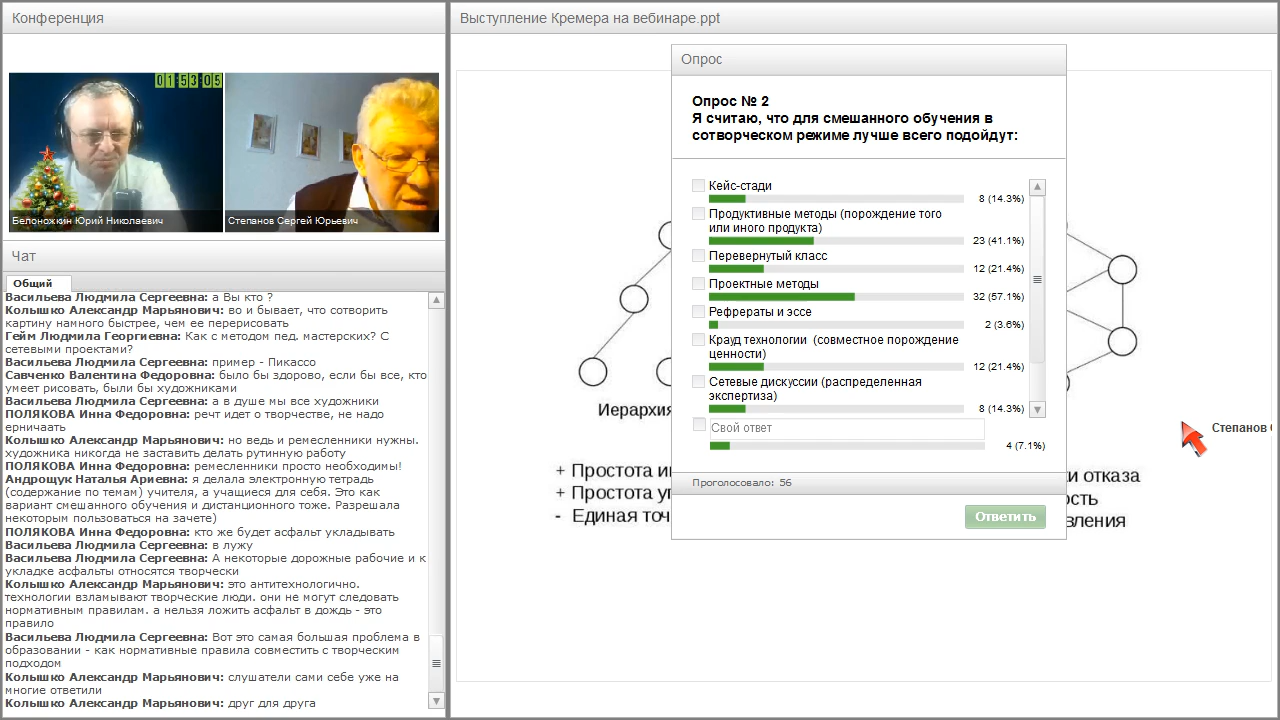 Конференция
01:53:05
Белоножкин Юрий Николаевич
Степанов Сергей Юрьевич
Чат
Общий
Васильева Людмила Сергеевна: а Вы кто ?
Колышко Александр Марьянович: во и бывает, что сотворить
картину намного быстрее, чем ее перерисовать
Гейм Людмила Георгиевна: Как с методом пед. мастерских? С
сетевыми проектами?
Васильева Людмила Сергеевна: пример - Пикассо
Савченко Валентина Федоровна: было бы здорово, если бы все, кто
умеет рисовать, были бы художниками
Васильева Людмила Сергеевна: а в душе мы все художники
ПОЛЯКОВА Инна Федоровна: речт идет о творчестве, не надо
ерничаать
Колышко Александр Марьянович: но ведь и ремесленники нужны.
художника никогда не заставить делать рутинную работу
ПОЛЯКОВА Инна Федоровна: ремесленники просто необходимы!
Андрощук Наталья Ариевна: я делала электронную тетрадь
(содержание по темам) учителя, а учащиеся для себя. Это как
вариант смешанного обучения и дистанционного тоже. Разрешала
некоторым пользоваться на зачете)
ПОЛЯКОВА Инна Федоровна: кто же будет асфальт укладывать
Васильева Людмила Сергеевна: в лужу
Васильева Людмила Сергеевна: А некоторые дорожные рабочие и к
укладке асфальты относятся творчески
Колышко Александр Марьянович: это антитехнологично.
технологии взламывают творческие люди. они не могут следовать
нормативным правилам. а нельзя ложить асфальт в дождь - это
правило
Васильева Людмила Сергеевна: Вот это самая большая проблема в
образовании - как нормативные правила совместить с творческим
подходом
Колышко Александр Марьянович: слушатели сами себе уже на
многие ответили
Колышко Александр Марьянович: друг для друга
Выступление Кремера на вебинаре.ppt
Опрос
Опрос № 2
Я считаю, что для смешанного обучения в
сотворческом режиме лучше всего подойдут:
Кейс-стади
8 (14.3%)
Продуктивные методы (порождение того
или иного продукта)
23 (41.1%)
Перевернутый класс
12 (21.4%)
Проектные методы
32 (57.1%)
Рефрераты и эссе
2 (3.6%)
Крауд технологии (совместное порождение
ценности)
12 (21.4%)
Сетевые дискуссии (распределенная
экспертиза)
8 (14.3%)
Свой ответ
4 (7.1%)
Проголосовало: 56
Ответить
Иерархия
+ Простота
+ Простота
- Единая
и отказа
ость
вления
Степанов